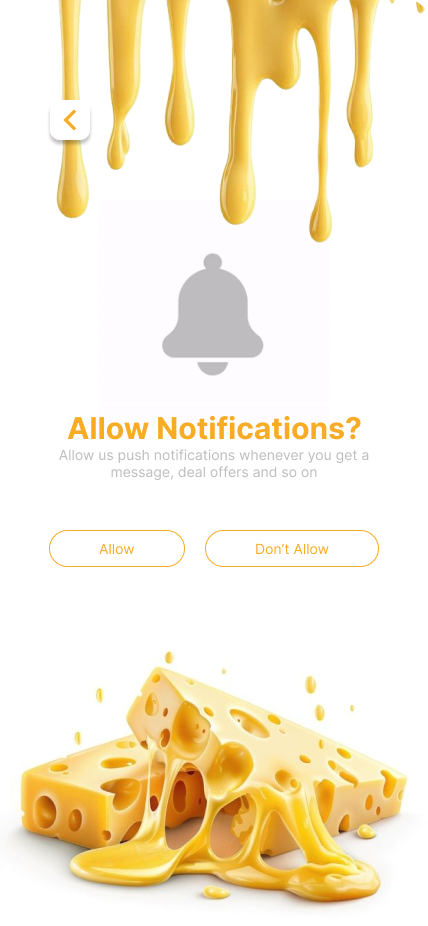 Allow Notifications?
Allow us push notifications whenever you get a
message, deal offers and so on
Allow
Don't Allow